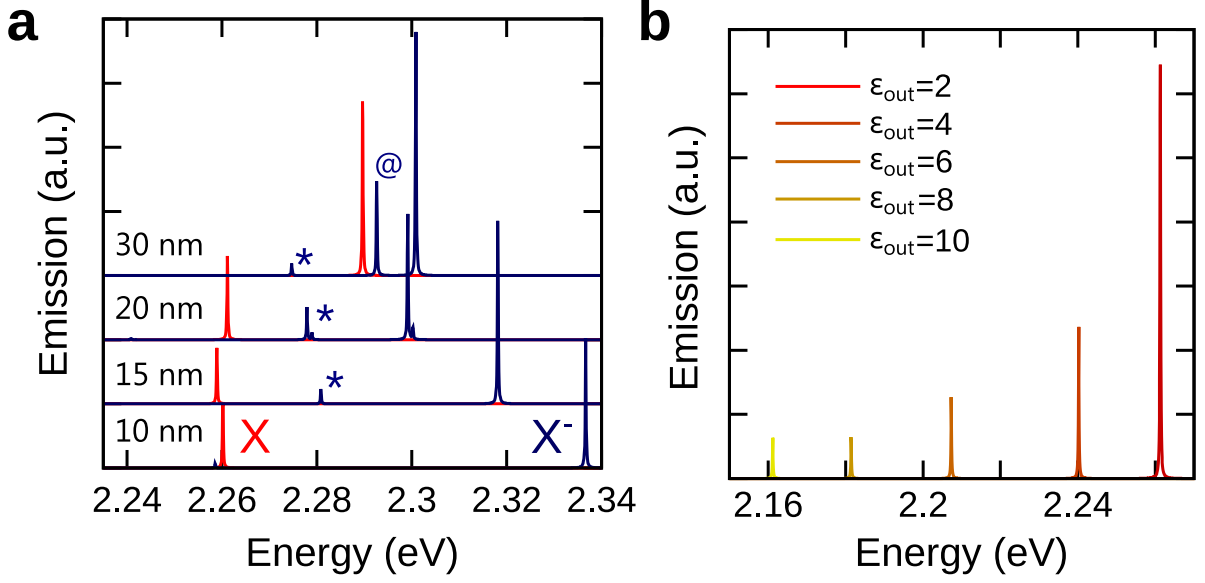 a
Emission (a.u.)
30 nm
20 nm
15 nm
10 nm
@
*
*
*
X
X-
2.24
2.26
2.28
2.3
2.32
2.34
Energy (eV)
b
Emission (a.u.)
εout=2
εout=4
εout=6
εout=8
εout=10
2.16
2.2
2.24
Energy (eV)